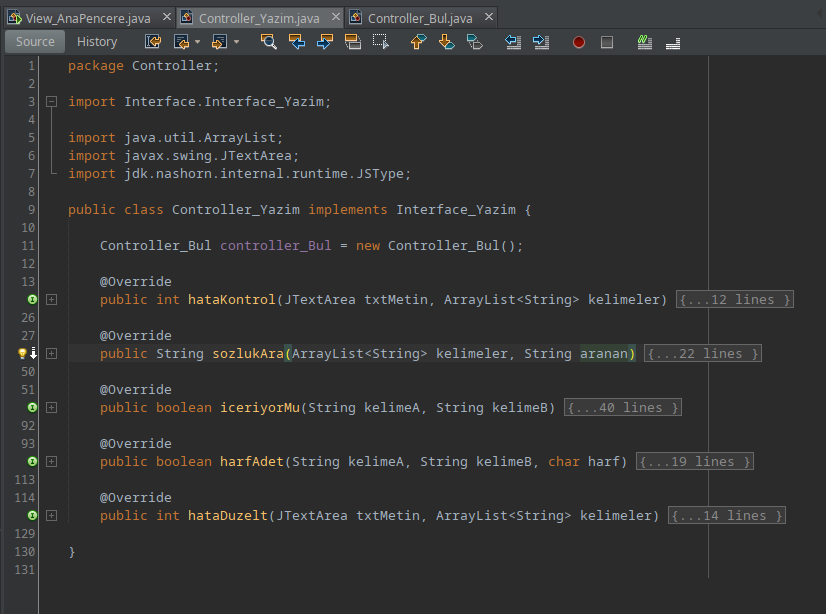 View_AnaPencere.java × Controller_Yazim.java × Controller_Bul.java ×
Source History
1 package Controller;
2
3 import Interface.Interface_Yazim;
4
5 import java.util.ArrayList;
6 import javax.swing.JTextArea;
7 import jdk.nashorn.internal.runtime.JSType;
8
9 public class Controller_Yazim implements Interface_Yazim {
10
11 Controller_Bul controller_Bul = new Controller_Bul();
12
13 @Override
public int hataKontrol(JTextArea txtMetin, ArrayList<String> kelimeler) {...12 lines }
26
27 @Override
public String sozlukAra(ArrayList<String> kelimeler, String aranan) {...22 lines }
50
51 @Override
public boolean iceriyorMu(String kelimeA, String kelimeB) {...40 lines }
92
93 @Override
public boolean harfAdet(String kelimeA, String kelimeB, char harf) {...19 lines }
113
114 @Override
public int hataDuzelt(JTextArea txtMetin, ArrayList<String> kelimeler) {...14 lines }
129
130 }
131